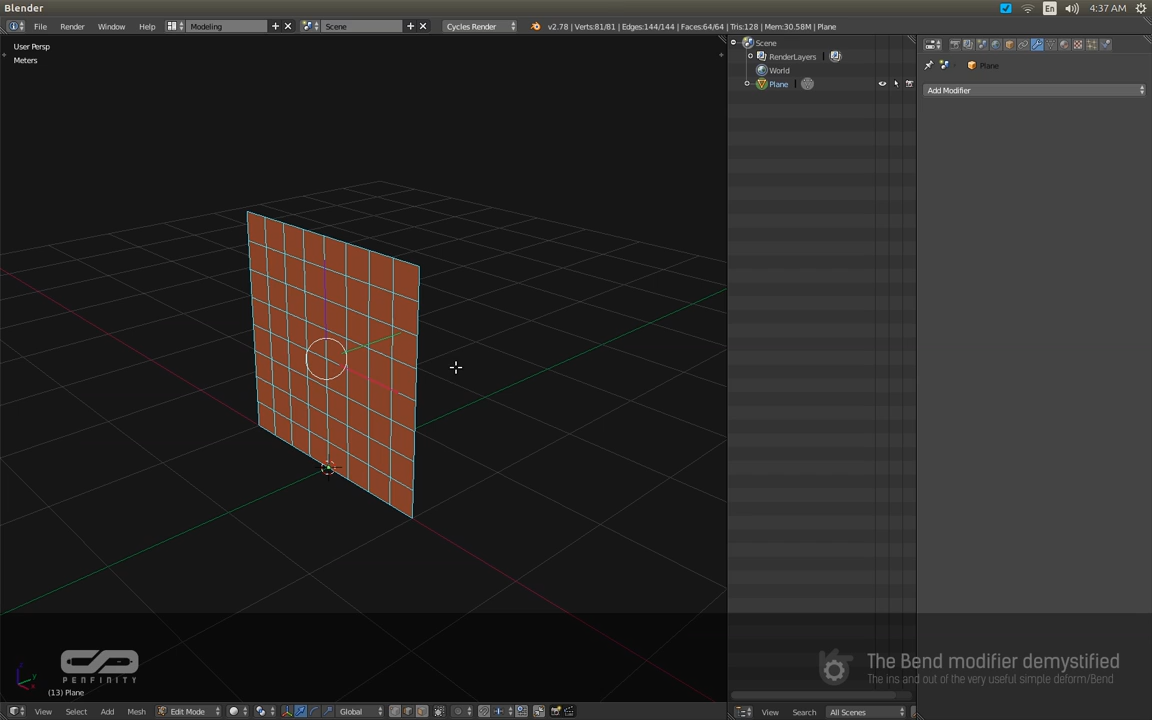 Blender
En
4:37 AM
File
Render
Window
Help
Modeling
Scene
Cycles Render
v2.78 | Verts:81/81 | Edges:144/144 | Faces:64/64 | Tris:128 | Mem:30.58M | Plane
User Persp
Meters
Scene
RenderLayers
World
Plane
Plane
Add Modifier
PENFINITY
(13) Plane
The Bend modifier demystified
The ins and out of the very useful simple deform/Bend
View
Select
Add
Mesh
Edit Mode
Global
View
Search
All Scenes